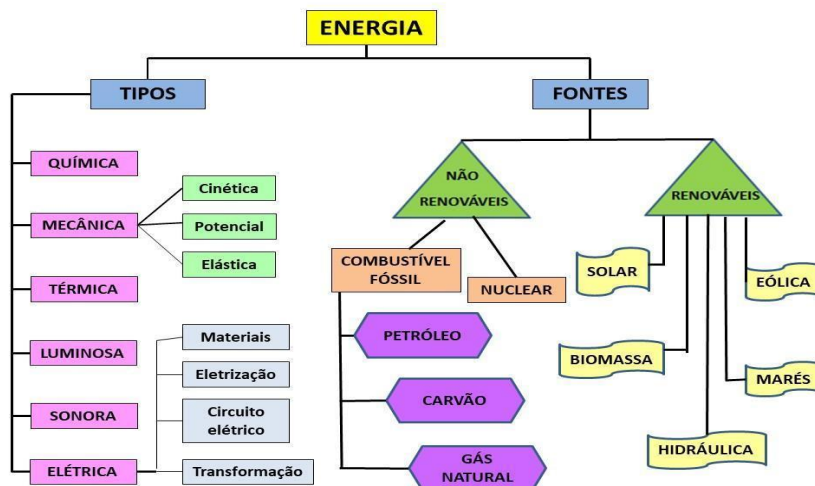 ENERGIA
TIPOS
FONTES
QUÍMICA
MECÂNICA
Cinética
Potencial
Elástica
TÉRMICA
LUMINOSA
SONORA
ELÉTRICA
Materiais
Eletrização
Circuito
elétrico
Transformação
NÃO
RENOVÁVEIS
COMBUSTÍVEL
FÓSSIL
NUCLEAR
PETRÓLEO
CARVÃO
GÁS
NATURAL
RENOVÁVEIS
SOLAR
EÓLICA
BIOMASSA
MARÉS
HIDRÁULICA